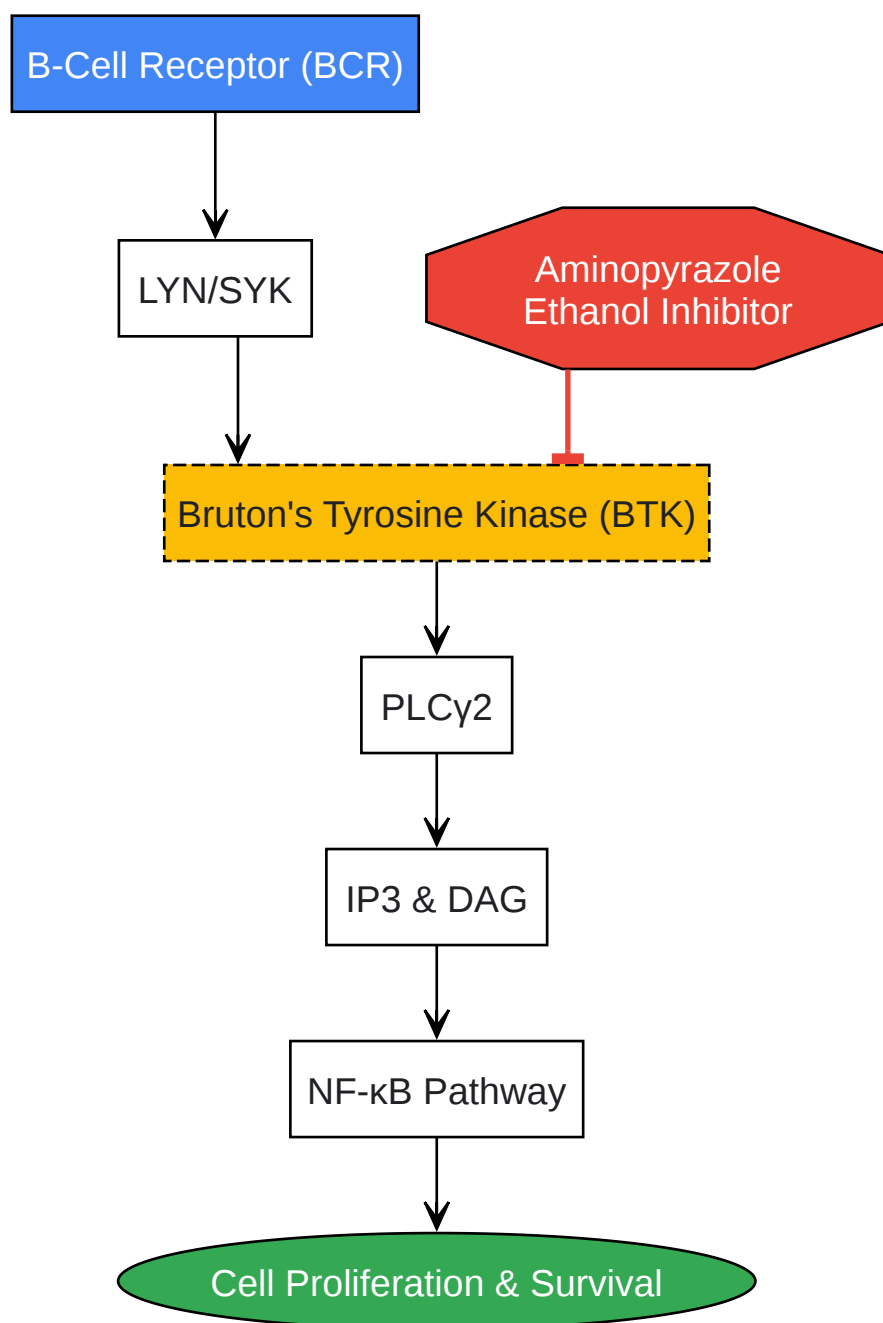 B-Cell Receptor (BCR)
LYN/SYK
Aminopyrazole
Ethanol Inhibitor
Bruton's Tyrosine Kinase (BTK)
PLCγ2
IP3 & DAG
NF-κB Pathway
Cell Proliferation & Survival